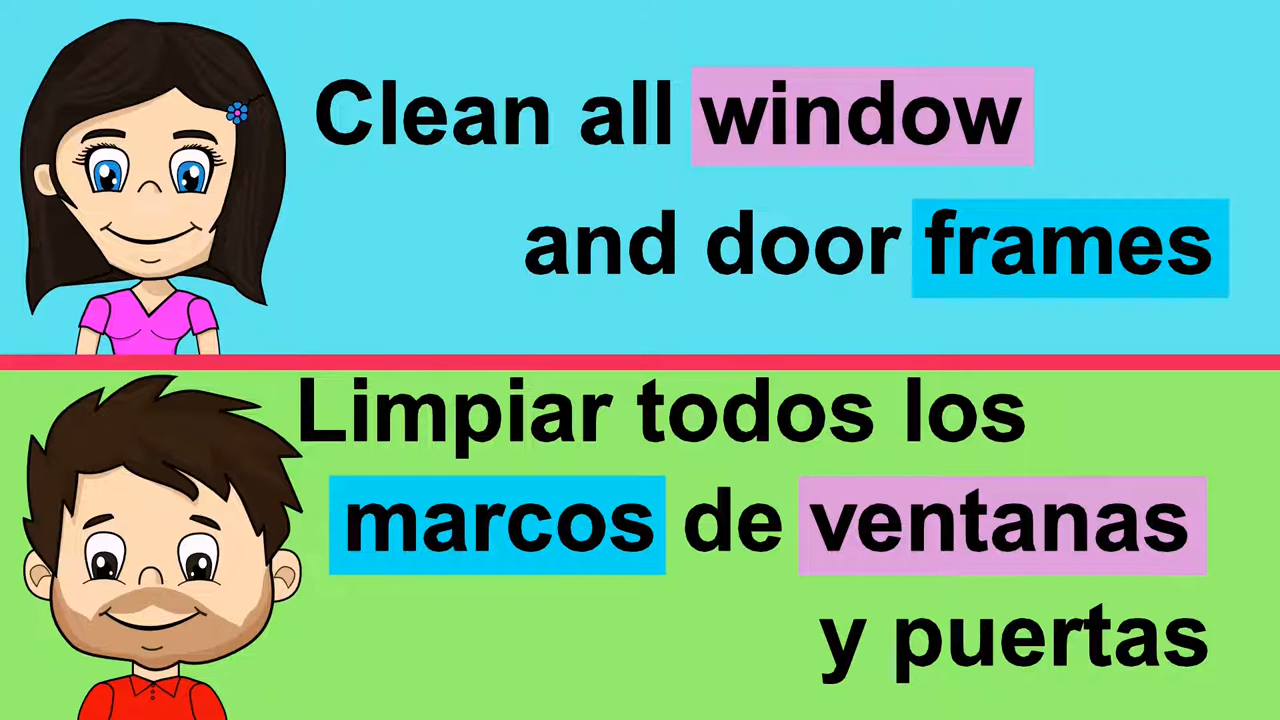 Clean all window
and door frames
Limpiar todos los
marcos de ventanas
y puertas